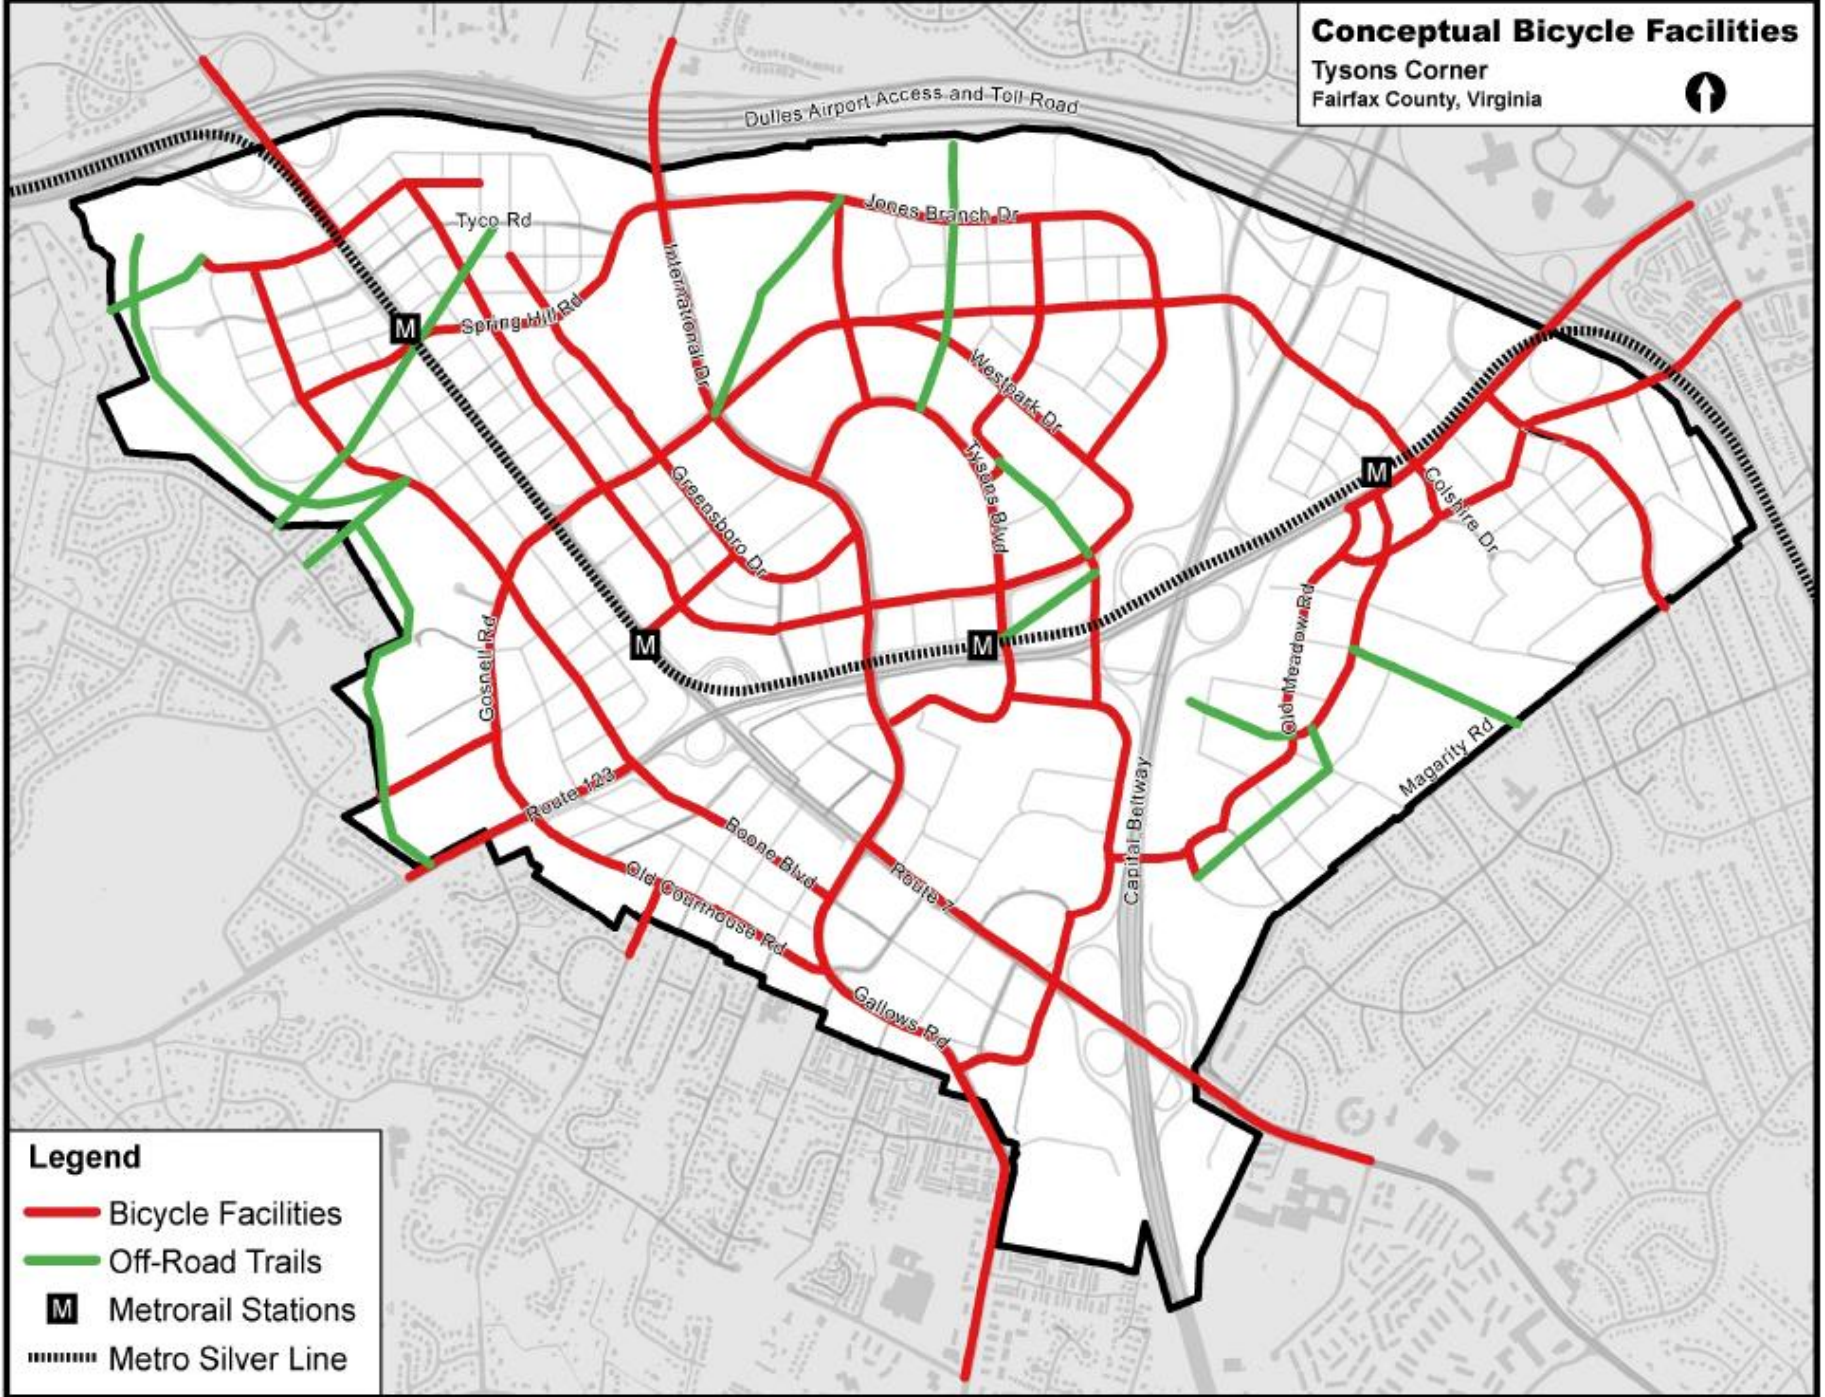 Conceptual Bicycle Facilities
Tysons Corner
Fairfax County, Virginia
Dulles Airport Access and Toll Road
Jones Branch Dr
Tyco Rd
International Dr
Spring Hill Rd
M
Westpark Dr
Tysons Blvd
Greensboro Dr
M
Colshire Dr
Gosnell Rd
M
M
Old Meadow Rd
Magarity Rd
Route 123
Capital Beltway
Boone Blvd
Route 7
Old Courthouse Rd
Gallows Rd
Legend
Bicycle Facilities
Off-Road Trails
M Metrorail Stations
Metro Silver Line